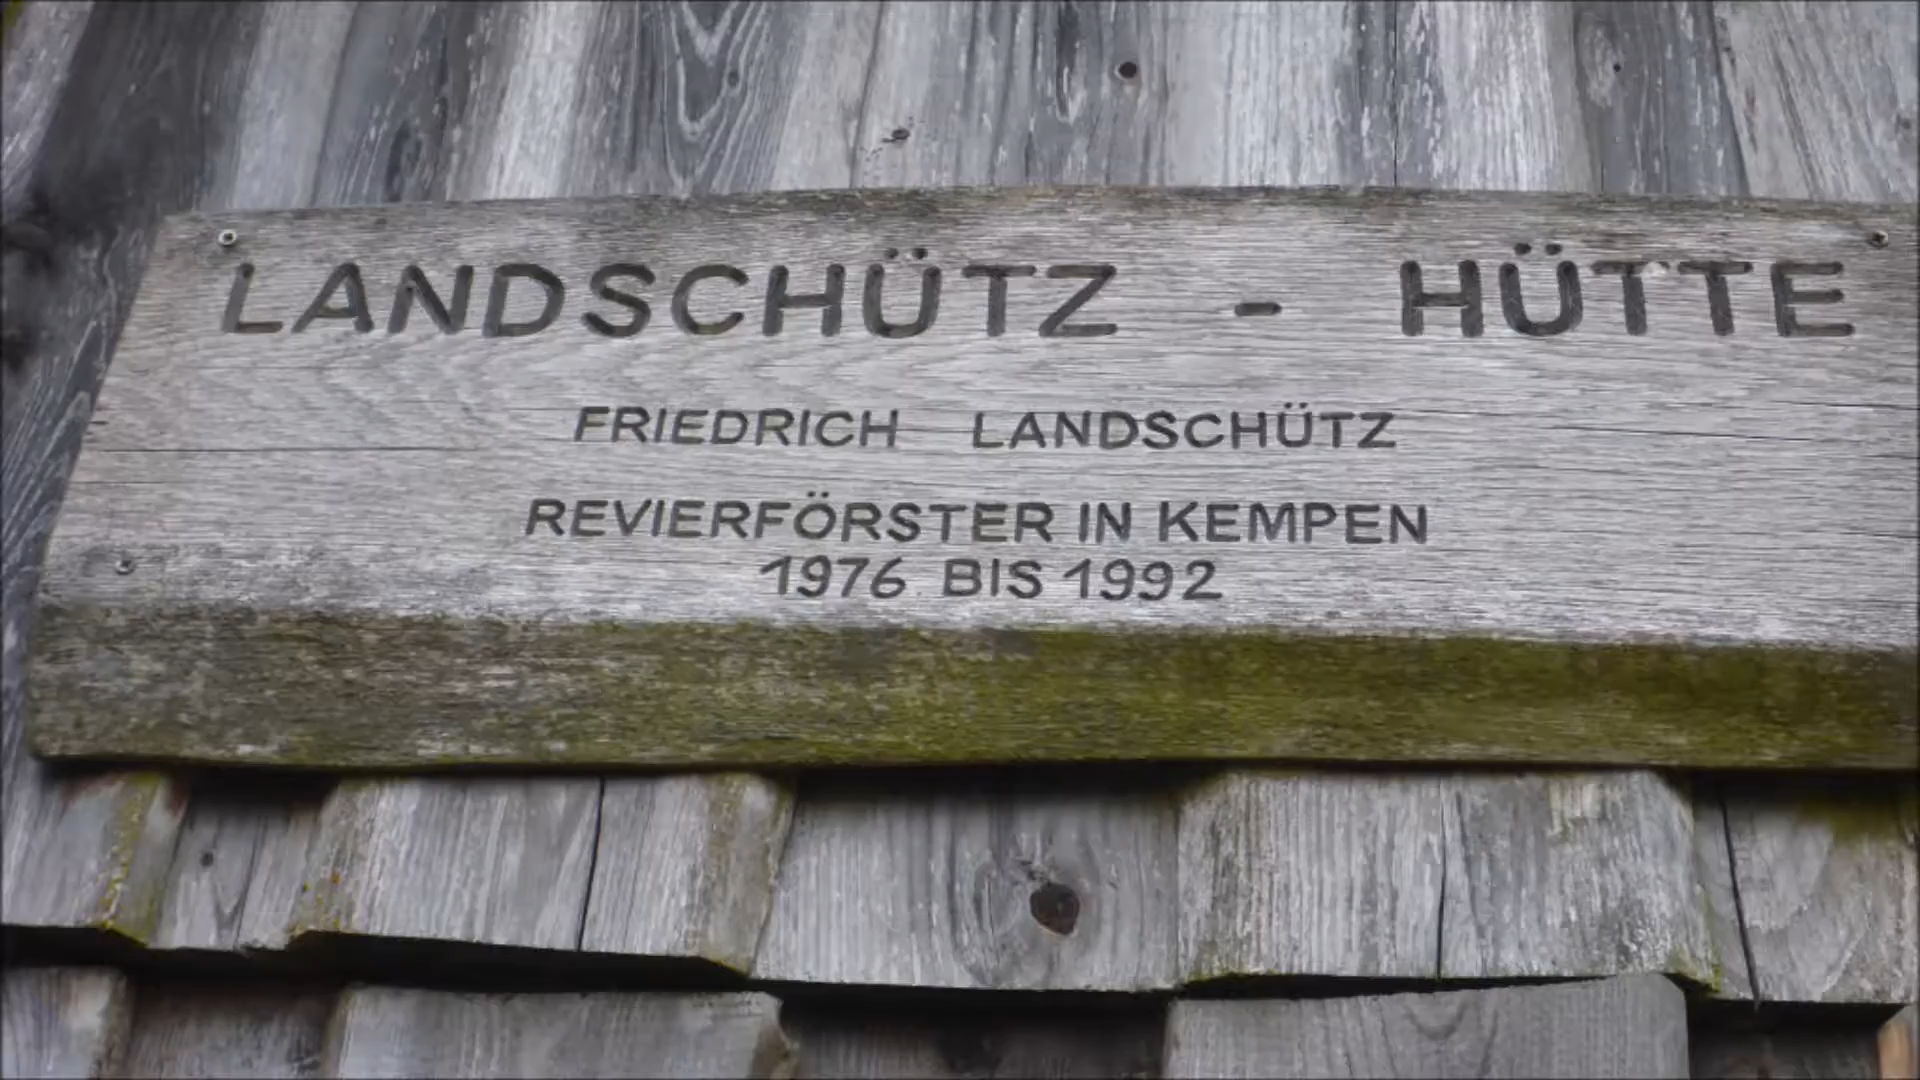 LANDSCHÜTZ - HÜTTE
FRIEDRICH LANDSCHÜTZ
REVIERFÖRSTER IN KEMPEN
1976 BIS 1992